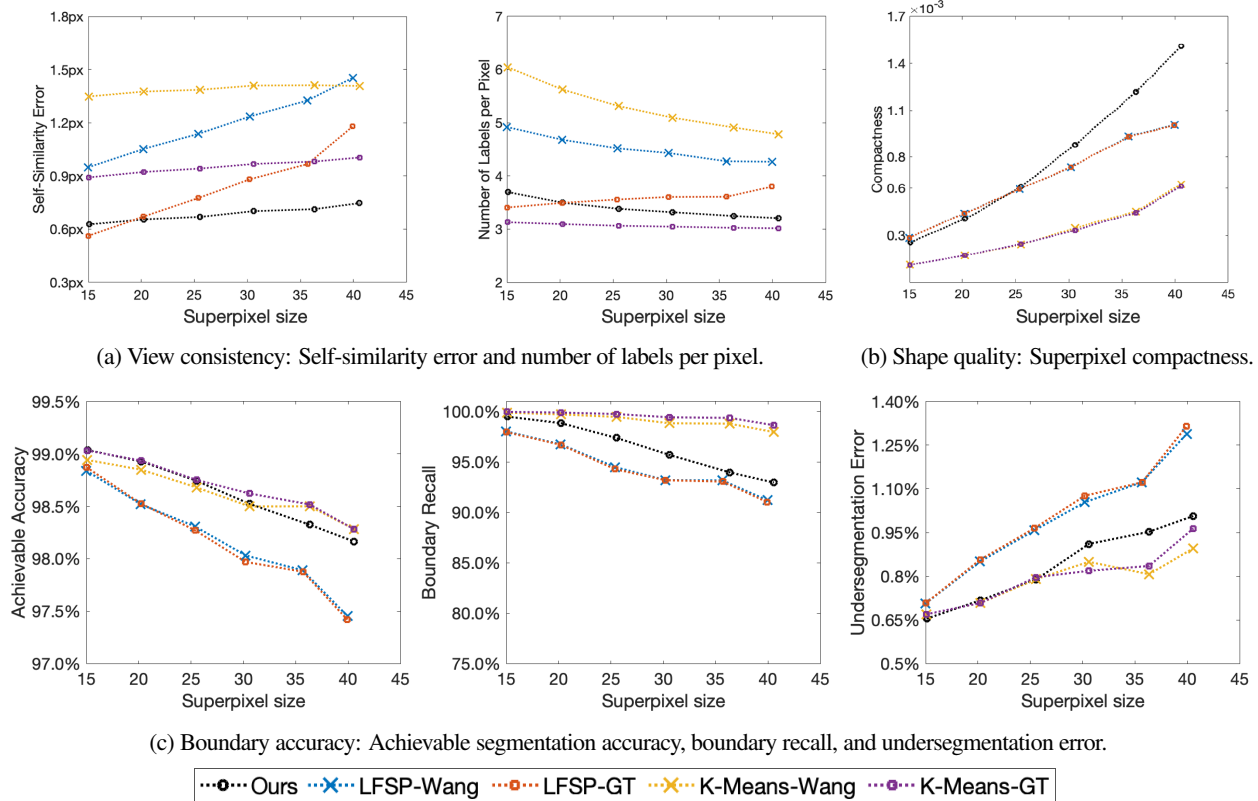 1.8px
1.5px
1.2px
0.9px
0.6px
0.3px
Self-Similarity Error
15 20 25 30 35 40 45
Superpixel size
7
6
5
4
3
2
Number of Labels per Pixel
15 20 25 30 35 40 45
Superpixel size
×10-3
1.7
1.4
1.1
0.8
0.6
0.3
Compactness
15 20 25 30 35 40 45
Superpixel size
(a) View consistency: Self-similarity error and number of labels per pixel.
(b) Shape quality: Superpixel compactness.
99.5%
99.0%
98.5%
98.0%
97.5%
97.0%
Achievable Accuracy
15 20 25 30 35 40 45
Superpixel size
100.0%
95.0%
90.0%
85.0%
80.0%
75.0%
Boundary Recall
15 20 25 30 35 40 45
Superpixel size
1.40%
1.25%
1.10%
0.95%
0.8%
0.65%
0.5%
Undersegmentation Error
15 20 25 30 35 40 45
Superpixel size
(c) Boundary accuracy: Achievable segmentation accuracy, boundary recall, and undersegmentation error.
Ours LFSP-Wang LFSP-GT K-Means-Wang K-Means-GT